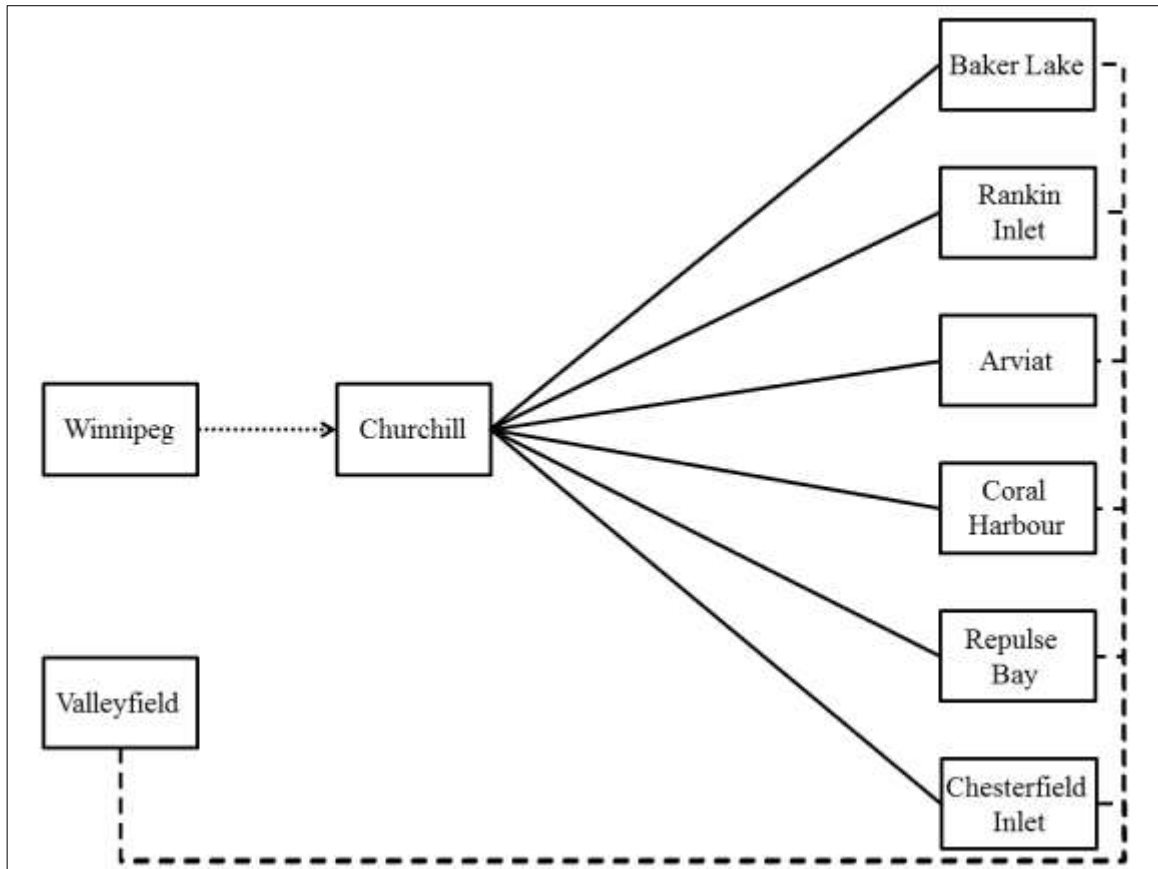 Baker Lake
Rankin
Inlet
Arviat
Winnipeg
Churchill
Coral
Harbour
Repulse
Bay
Valleyfield
Chesterfield
Inlet